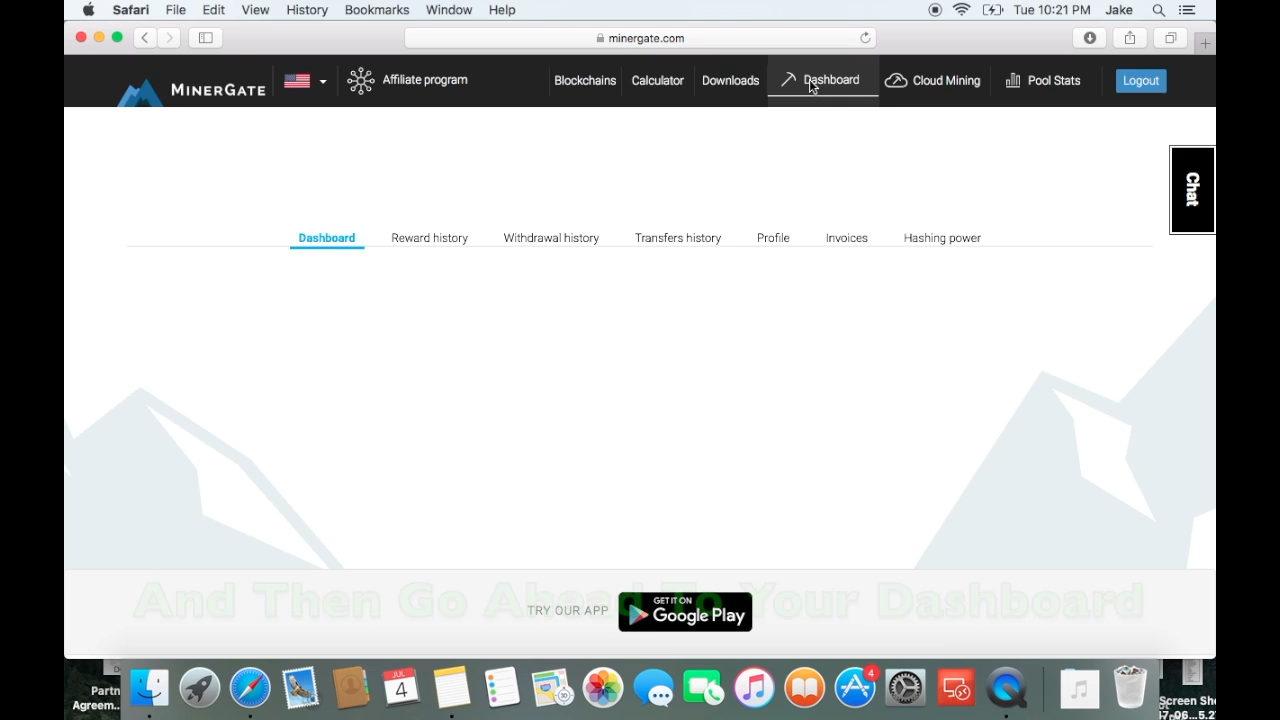 Safari File Edit View History Bookmarks Window Help Tue 10:21 PM Jake
minergate.com
MINERGATE Affiliate program Blockchains Calculator Downloads Dashboard Cloud Mining Pool Stats Logout
Chat
Dashboard Reward history Withdrawal history Transfers history Profile Invoices Hashing power
And Then Go Ahead To Your Dashboard
TRY OUR APP GET IT ON Google Play
JUL
4
4
Partn
Agreem...
Screen Sho